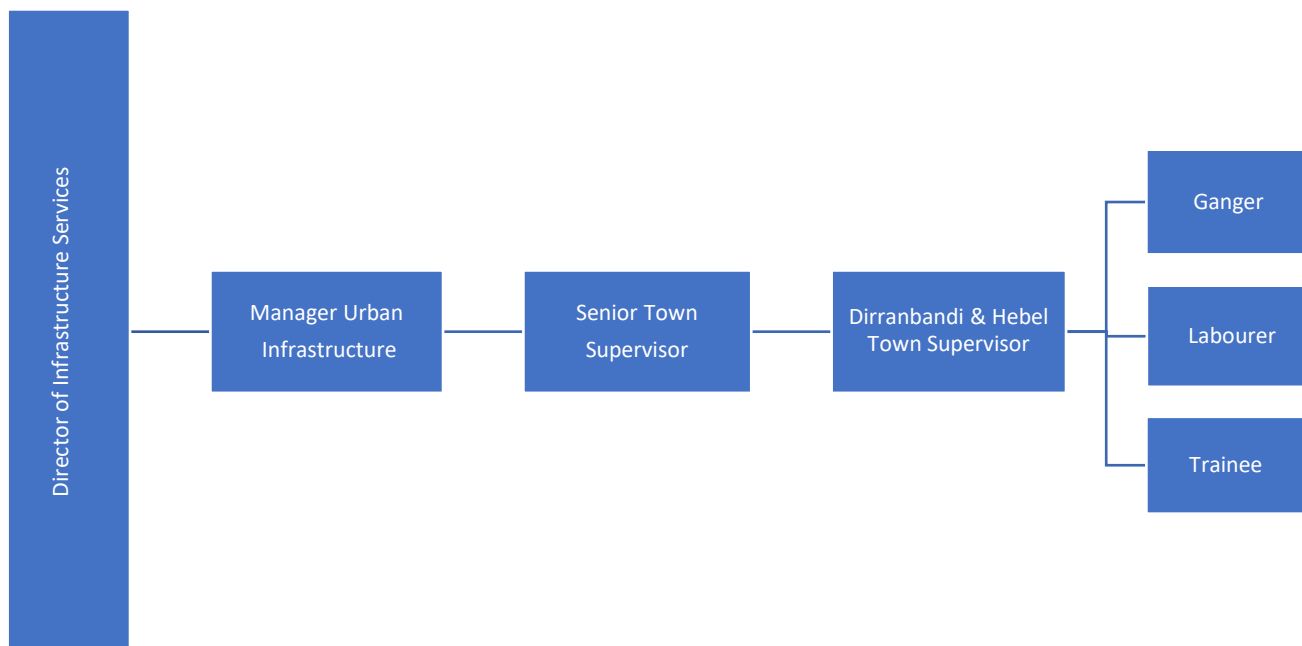 Director of Infrastructure Services
Manager Urban
Infrastructure
Senior Town
Supervisor
Dirranbandi & Hebel
Town Supervisor
Ganger
Labourer
Trainee